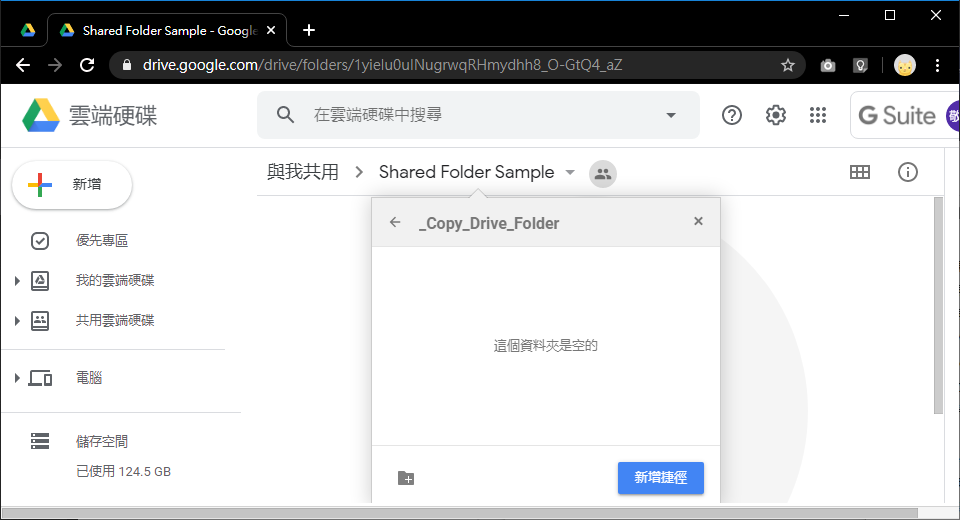 Shared Folder Sample - Google
drive.google.com/drive/folders/1yielu0ulNugrwqRHmydhh8_O-GtQ4_aZ
雲端硬碟
在雲端硬碟中搜尋
G Suite
敬
新增
與我共用
Shared Folder Sample
_Copy_Drive_Folder
優先專區
我的雲端硬碟
共用雲端硬碟
這個資料夾是空的
電腦
儲存空間
已使用 124.5 GB
新增捷徑